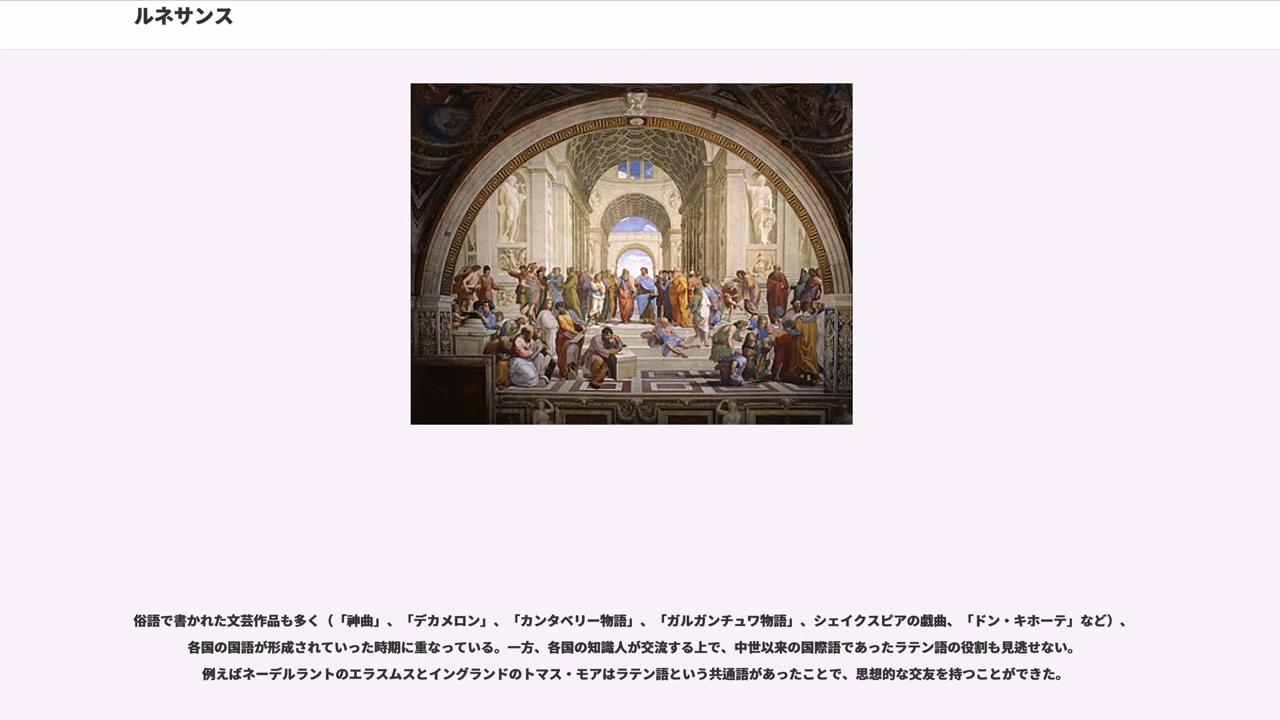 ルネサンス
俗語で書かれた文芸作品も多く（「神曲」、「デカメロン」、「カンタベリー物語」、「ガルガンチュワ物語」、シェイクスピアの戯曲、「ドン・キホーテ」など）、
各国の国語が形成されていった時期に重なっている。一方、各国の知識人が交流する上で、中世以来の国際語であったラテン語の役割も見逃せない。
例えばネーデルラントのエラスムスとイングランドのトマス・モアはラテン語という共通語があったことで、思想的な交友を持つことができた。